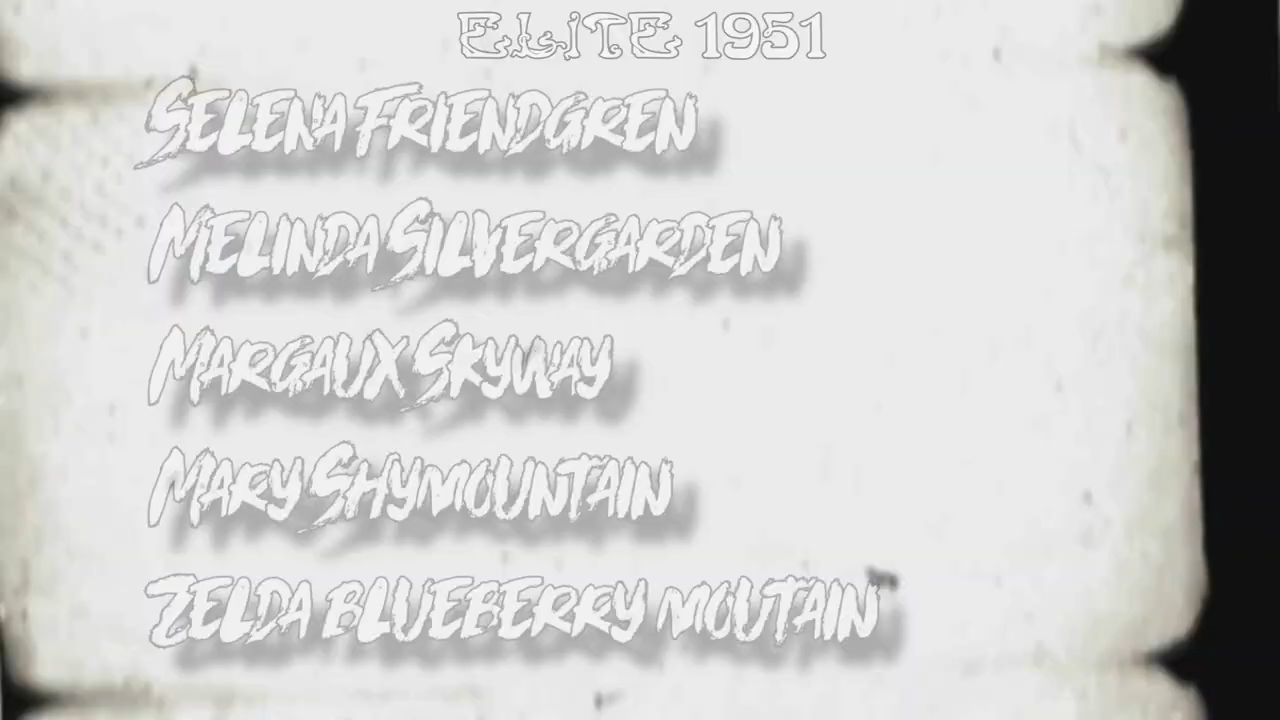 ELiTE 1951
SELENA FRIENDGREN
MELINDA SILVERGARDEN
MARGAUX SKYWAY
MARY SHYMOUNTAIN
ZELDA BLUEBERRY MOUTAIN